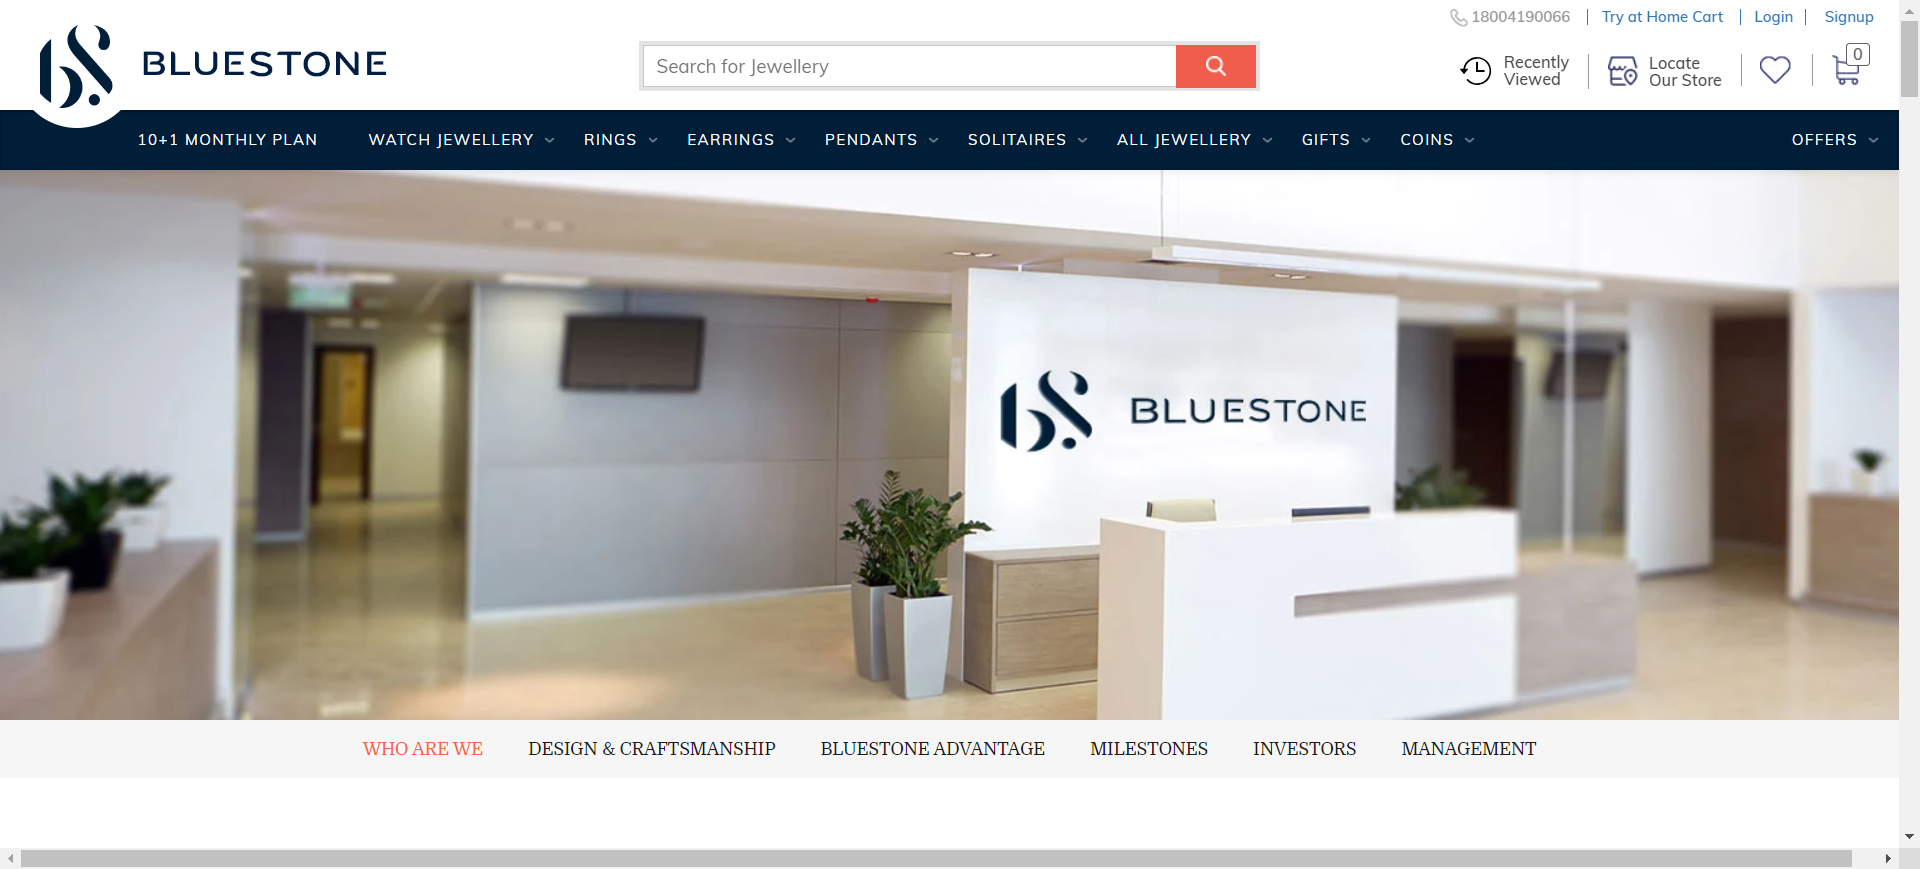 18004190066
Try at Home Cart
Login
Signup
BLUESTONE
Search for Jewellery
Recently
Viewed
Locate
Our Store
0
10+1 MONTHLY PLAN
WATCH JEWELLERY
RINGS
EARRINGS
PENDANTS
SOLITAIRES
ALL JEWELLERY
GIFTS
COINS
OFFERS
BLUESTONE
WHO ARE WE
DESIGN & CRAFTSMANSHIP
BLUESTONE ADVANTAGE
MILESTONES
INVESTORS
MANAGEMENT